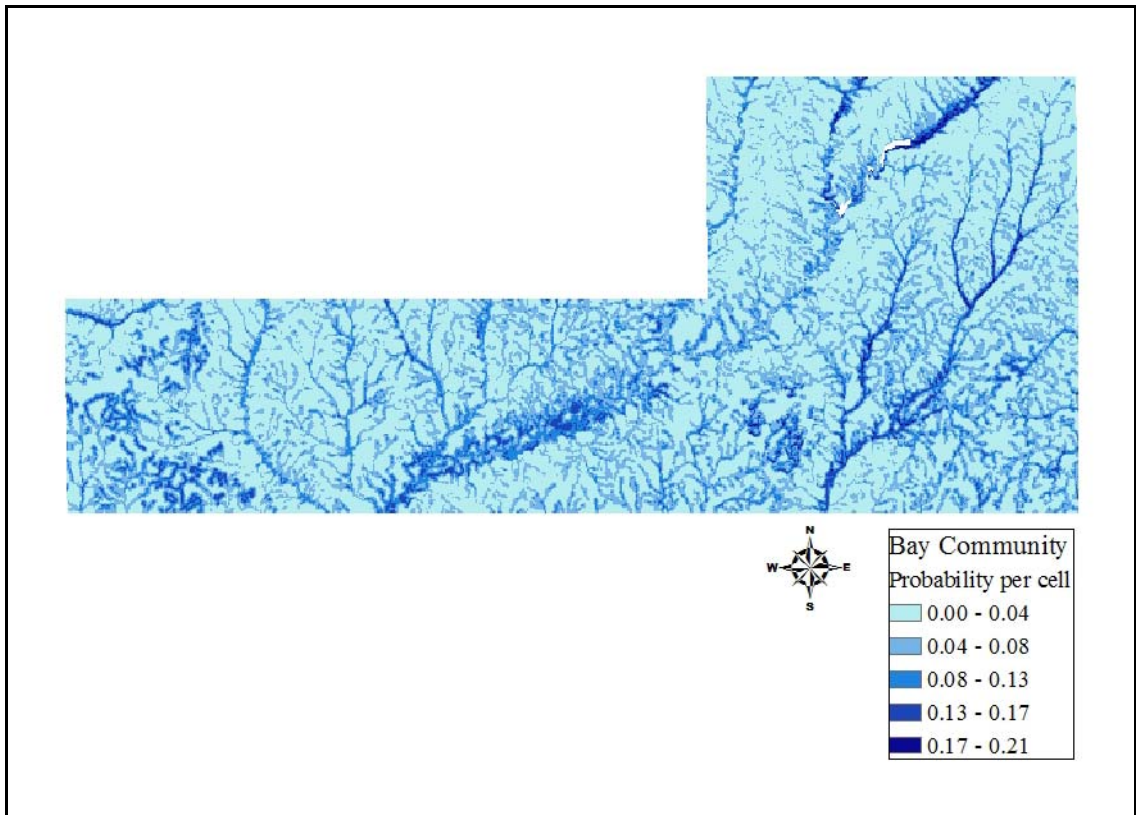 N
W E
S
Bay Community
Probability per cell
0.00 - 0.04
0.04 - 0.08
0.08 - 0.13
0.13 - 0.17
0.17 - 0.21